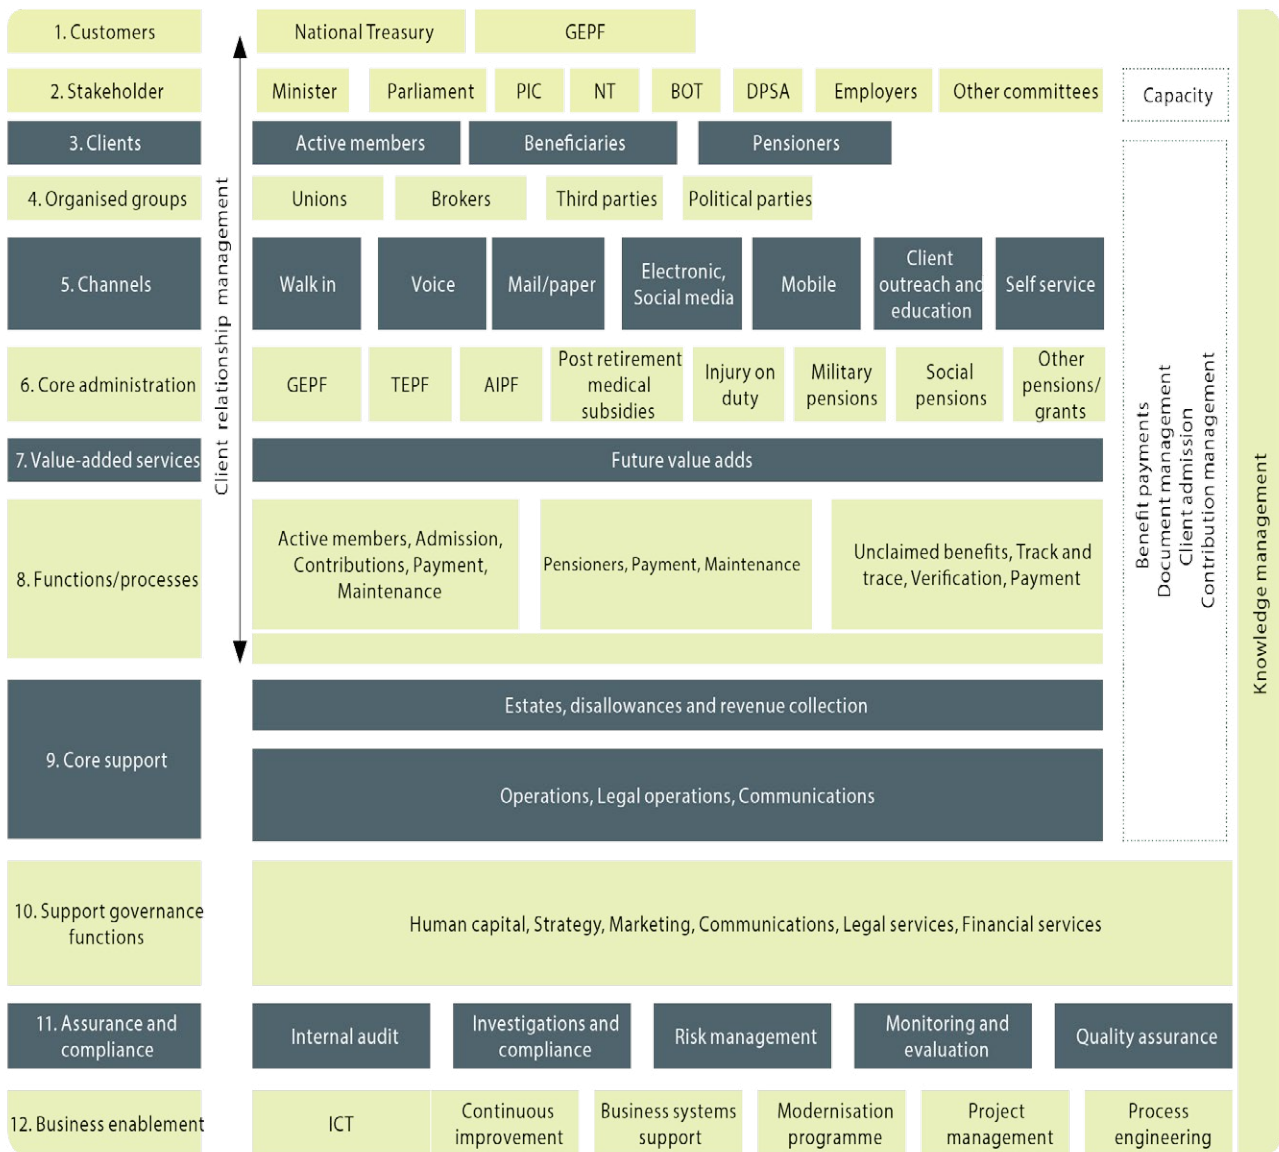 1. Customers
National Treasury
GEPF
2. Stakeholder
Minister
Parliament
PIC
NT
BOT
DPSA
Employers
Other committees
Capacity
3. Clients
Active members
Beneficiaries
Pensioners
4. Organised groups
Unions
Brokers
Third parties
Political parties
5. Channels
Walk in
Voice
Mail/paper
Electronic,
Social media
Mobile
Client
outreach and
education
Self service
6. Core administration
GEPF
TEPF
AIPF
Post retirement
medical
subsidies
Injury on
duty
Military
pensions
Social
pensions
Other
pensions/
grants
7. Value-added services
Future value adds
8. Functions/processes
Active members, Admission,
Contributions, Payment,
Maintenance
Pensioners, Payment, Maintenance
Unclaimed benefits, Track and
trace, Verification, Payment
9. Core support
Estates, disallowances and revenue collection
Operations, Legal operations, Communications
10. Support governance
functions
Human capital, Strategy, Marketing, Communications, Legal services, Financial services
11. Assurance and
compliance
Internal audit
Investigations and
compliance
Risk management
Monitoring and
evaluation
Quality assurance
12. Business enablement
ICT
Continuous
improvement
Business systems
support
Modernisation
programme
Project
management
Process
engineering
Client relationship management
Benefit payments
Document management
Client admission
Contribution management
Knowledge management